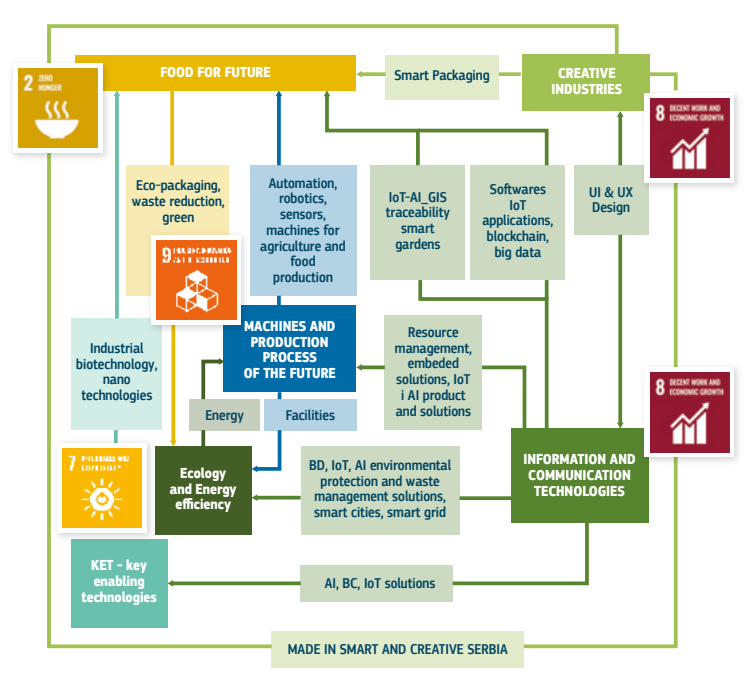 FOOD FOR FUTURE
Smart Packaging
CREATIVE
INDUSTRIES
2 ZERO
HUNGER
8 DECENT WORK AND
ECONOMIC GROWTH
Eco-packaging,
waste reduction,
green
Automation,
robotics,
sensors,
machines for
agriculture and
food
production
IoT-AI_GIS
traceability
smart
gardens
Softwares
IoT
applications,
blockchain,
big data
UI & UX
Design
9
Industrial
biotechnology,
nano
technologies
MACHINES AND
PRODUCTION
PROCESS
OF THE FUTURE
Resource
management,
embeded
solutions, IoT
i AI product
and solutions
8 DECENT WORK AND
ECONOMIC GROWTH
Energy
Facilities
7
Ecology
and Energy
efficiency
BD, IoT, AI environmental
protection and waste
management solutions,
smart cities, smart grid
INFORMATION AND
COMMUNICATION
TECHNOLOGIES
KET - key
enabling
technologies
AI, BC, IoT solutions
MADE IN SMART AND CREATIVE SERBIA